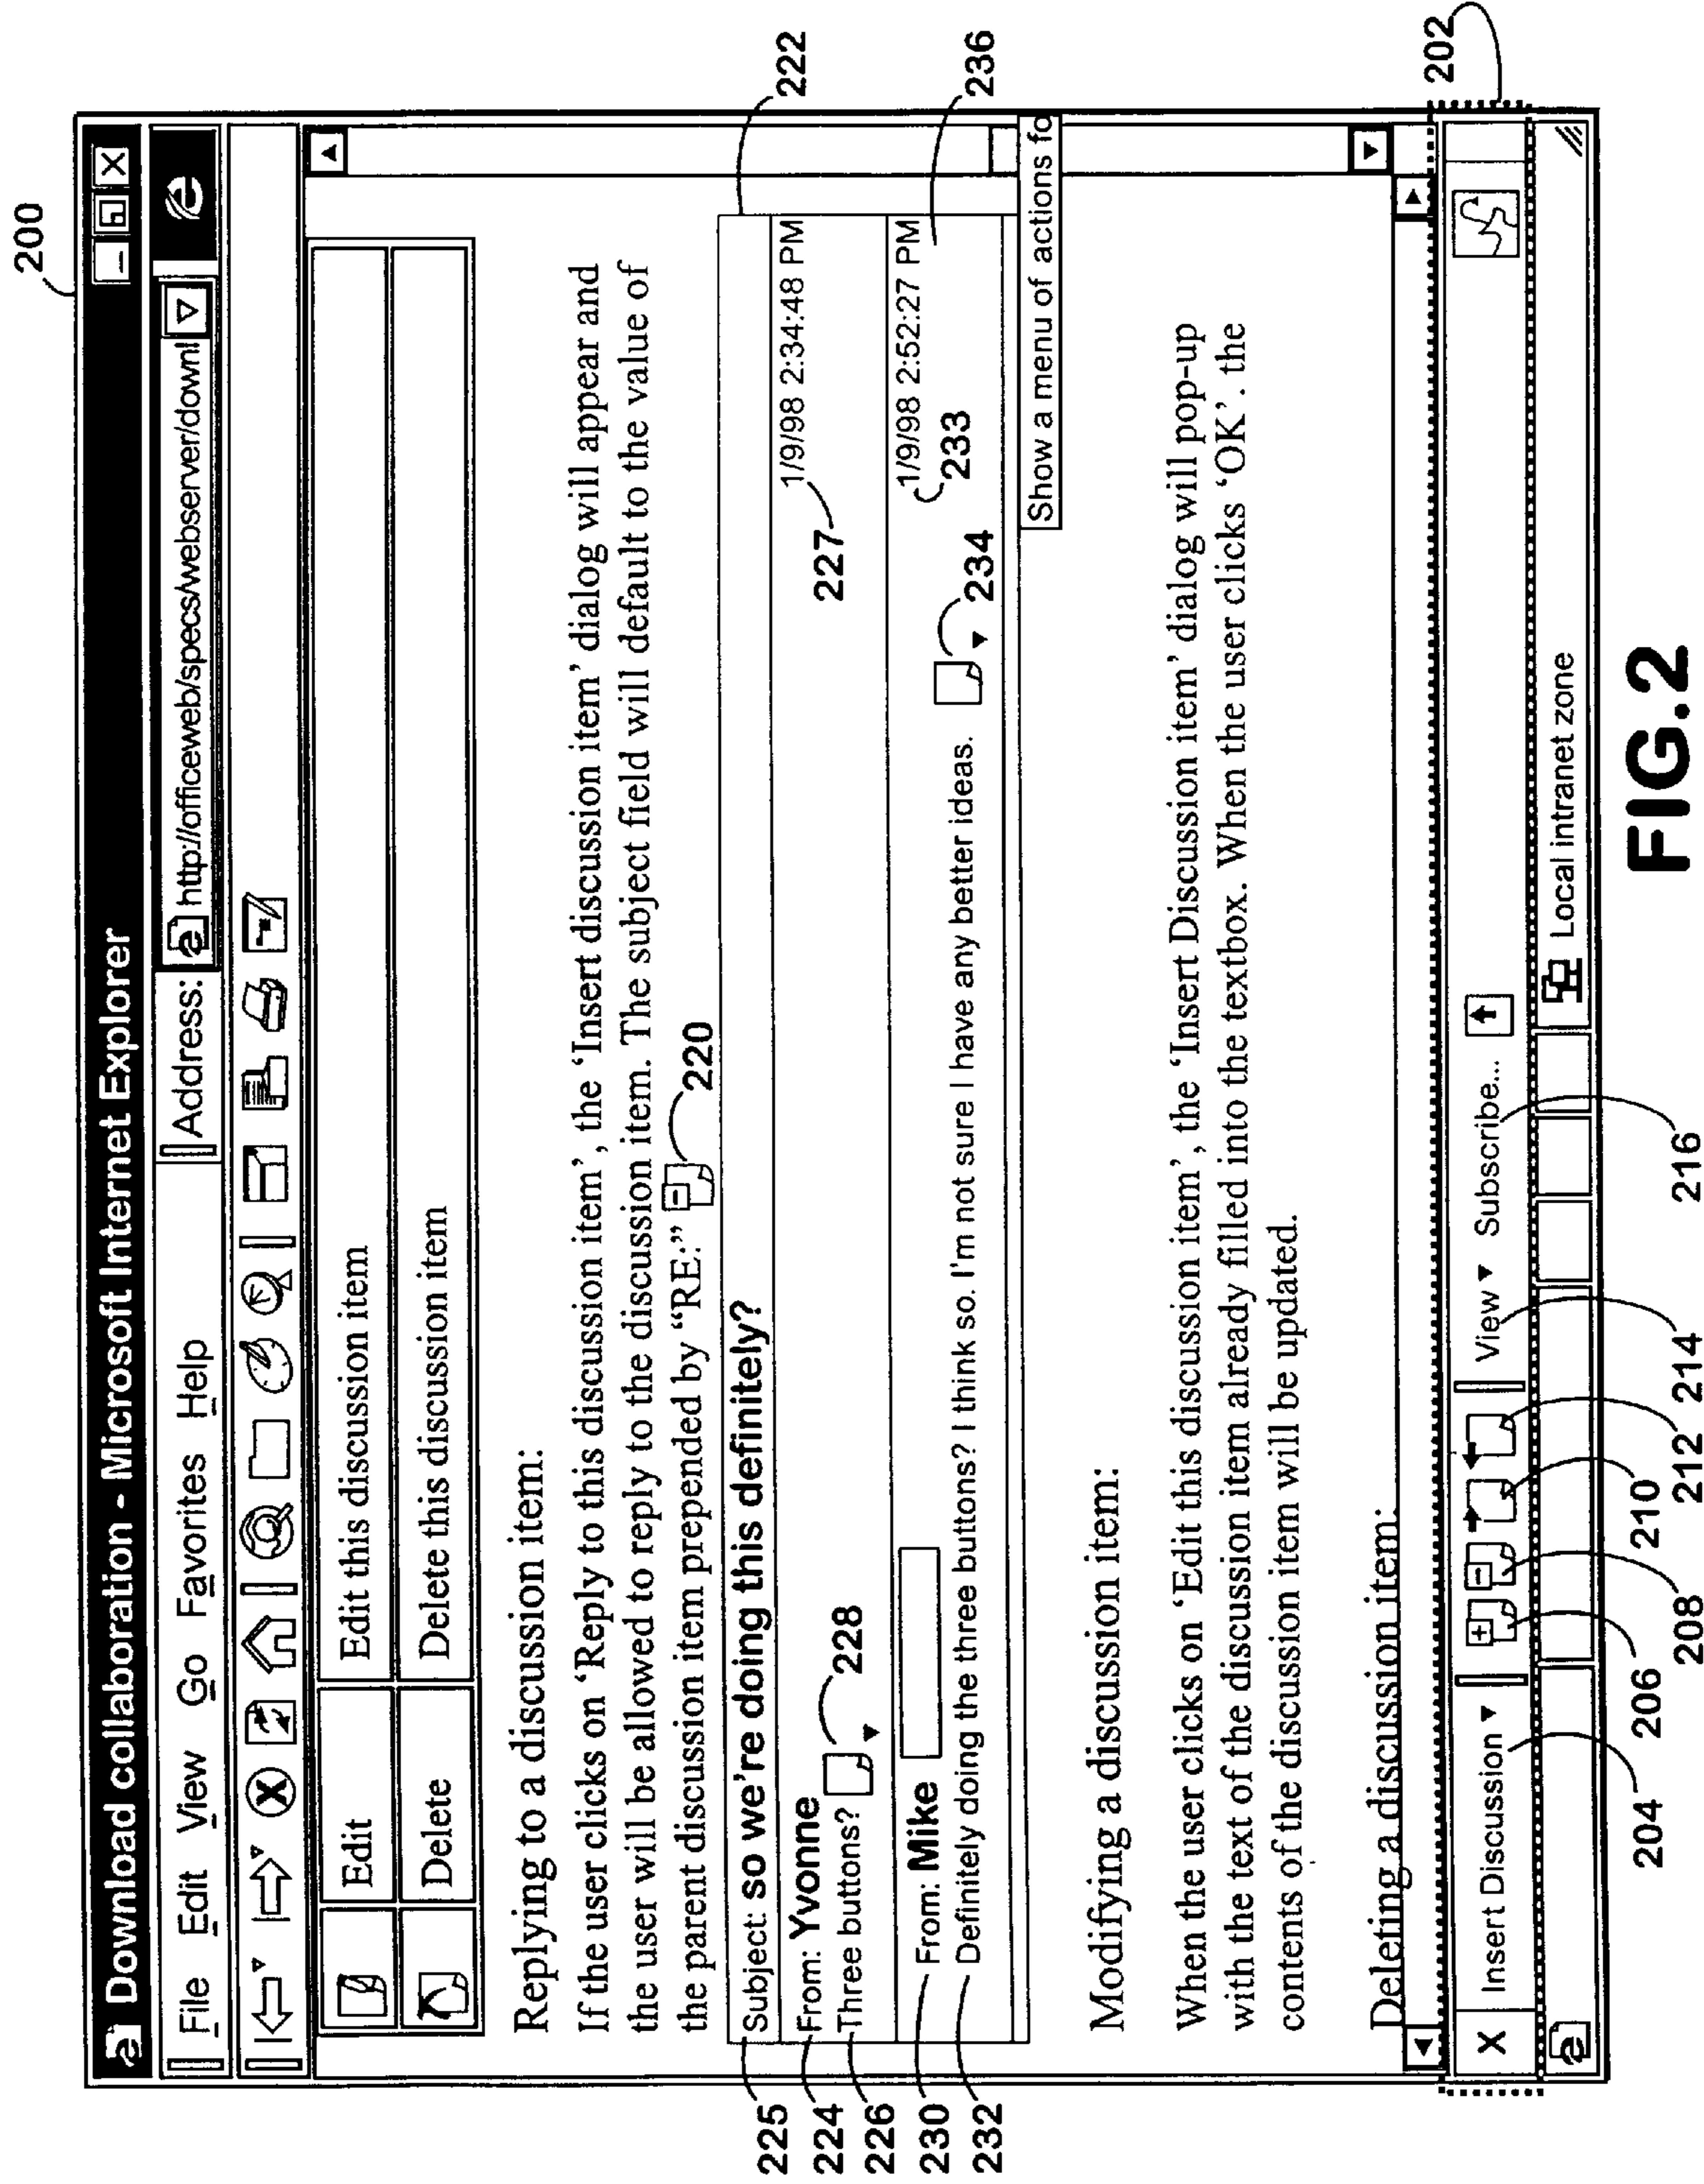 200
Download collaboration - Microsoft Internet Explorer
File Edit View Go Favorites Help Address: http://officeweb/specs/webserver/downl
Edit Edit this discussion item
Delete Delete this discussion item
Replying to a discussion item:
If the user clicks on ‘Reply to this discussion item’, the ‘Insert discussion item’ dialog will appear and
the user will be allowed to reply to the discussion item. The subject field will default to the value of
the parent discussion item prepended by “RE:” 220
222
225 Subject: so we're doing this definitely?
224 From: Yvonne 1/9/98 2:34:48 PM
226 Three buttons? 228 227
236
230 From: Mike 1/9/98 2:52:27 PM
233
232 Definitely doing the three buttons? I think so. I'm not sure I have any better ideas. 234
Show a menu of actions fo
Modifying a discussion item:
When the user clicks on ‘Edit this discussion item’, the ‘Insert Discussion item’ dialog will pop-up
with the text of the discussion item already filled into the textbox. When the user clicks ‘OK’. the
contents of the discussion item will be updated.
Deleting a discussion item:
202
X Insert Discussion View Subscribe...
Local intranet zone
204 206 208 210 212 214 216
FIG.2